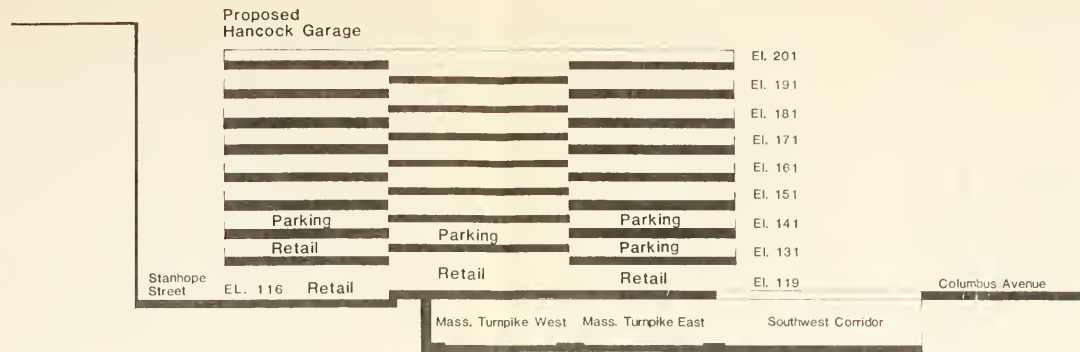 Proposed
Hancock Garage
El. 201
El. 191
El. 181
El. 171
El. 161
El. 151
Parking Parking El. 141
Parking
Retail Parking El. 131
Retail Retail
Stanhope
Street EL. 116 Retail El. 119 Columbus Avenue
Mass. Turnpike West Mass. Turnpike East Southwest Corridor